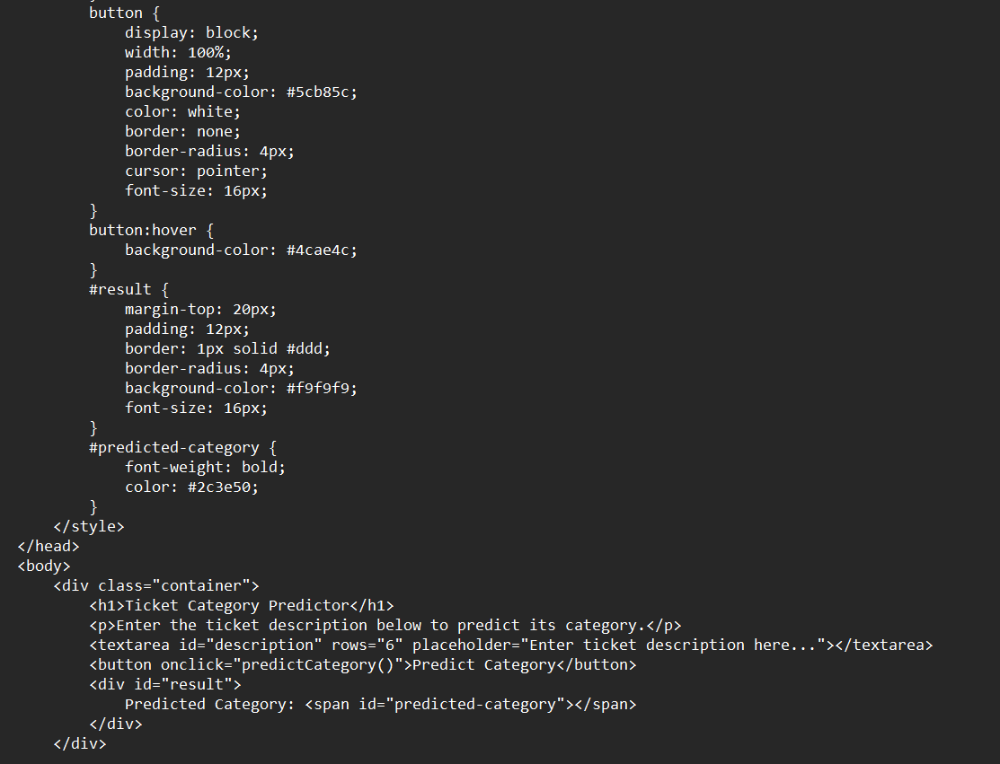 button {
display: block;
width: 100%;
padding: 12px;
background-color: #5cb85c;
color: white;
border: none;
border-radius: 4px;
cursor: pointer;
font-size: 16px;
}
button:hover {
background-color: #4cae4c;
}
#result {
margin-top: 20px;
padding: 12px;
border: 1px solid #ddd;
border-radius: 4px;
background-color: #f9f9f9;
font-size: 16px;
}
#predicted-category {
font-weight: bold;
color: #2c3e50;
}
</style>
</head>
<body>
<div class="container">
<h1>Ticket Category Predictor</h1>
<p>Enter the ticket description below to predict its category.</p>
<textarea id="description" rows="6" placeholder="Enter ticket description here..."></textarea>
<button onclick="predictCategory()">Predict Category</button>
<div id="result">
Predicted Category: <span id="predicted-category"></span>
</div>
</div>